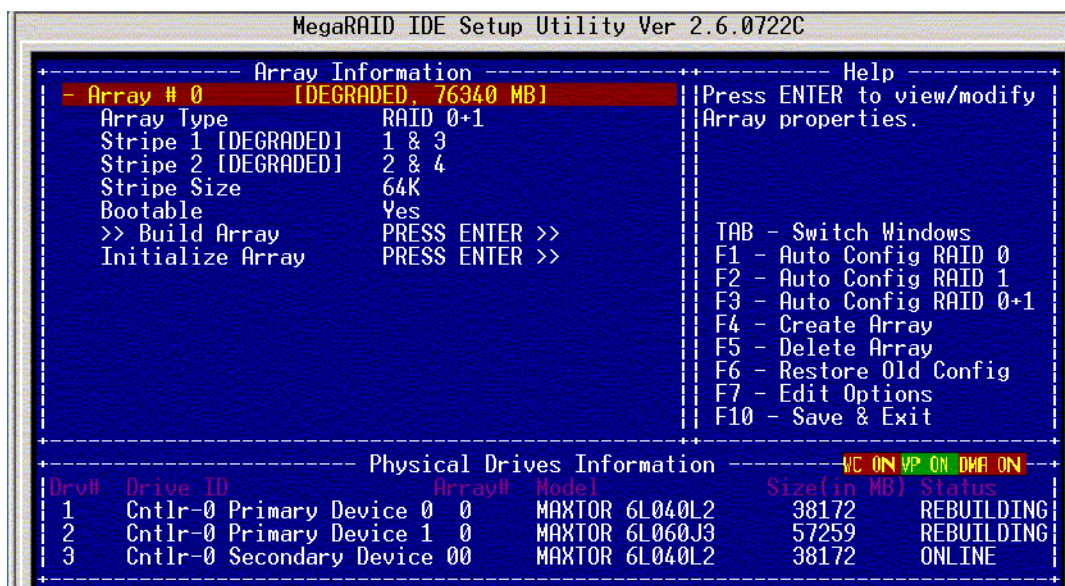 MegaRAID IDE Setup Utility Ver 2.6.0722C
Array Information
- Array # 0 [DEGRADED, 76340 MB]
Array Type RAID 0+1
Stripe 1 [DEGRADED] 1 & 3
Stripe 2 [DEGRADED] 2 & 4
Stripe Size 64K
Bootable Yes
>> Build Array PRESS ENTER >>
Initialize Array PRESS ENTER >>
Help
Press ENTER to view/modify
Array properties.
TAB - Switch Windows
F1 - Auto Config RAID 0
F2 - Auto Config RAID 1
F3 - Auto Config RAID 0+1
F4 - Create Array
F5 - Delete Array
F6 - Restore Old Config
F7 - Edit Options
F10 - Save & Exit
Physical Drives Information WC ON VP ON DMA ON
Drv# Drive ID Array# Model Size(in MB) Status
1 Cntlr-0 Primary Device 0 0 MAXTOR 6L040L2 38172 REBUILDING
2 Cntlr-0 Primary Device 1 0 MAXTOR 6L060J3 57259 REBUILDING
3 Cntlr-0 Secondary Device 00 MAXTOR 6L040L2 38172 ONLINE